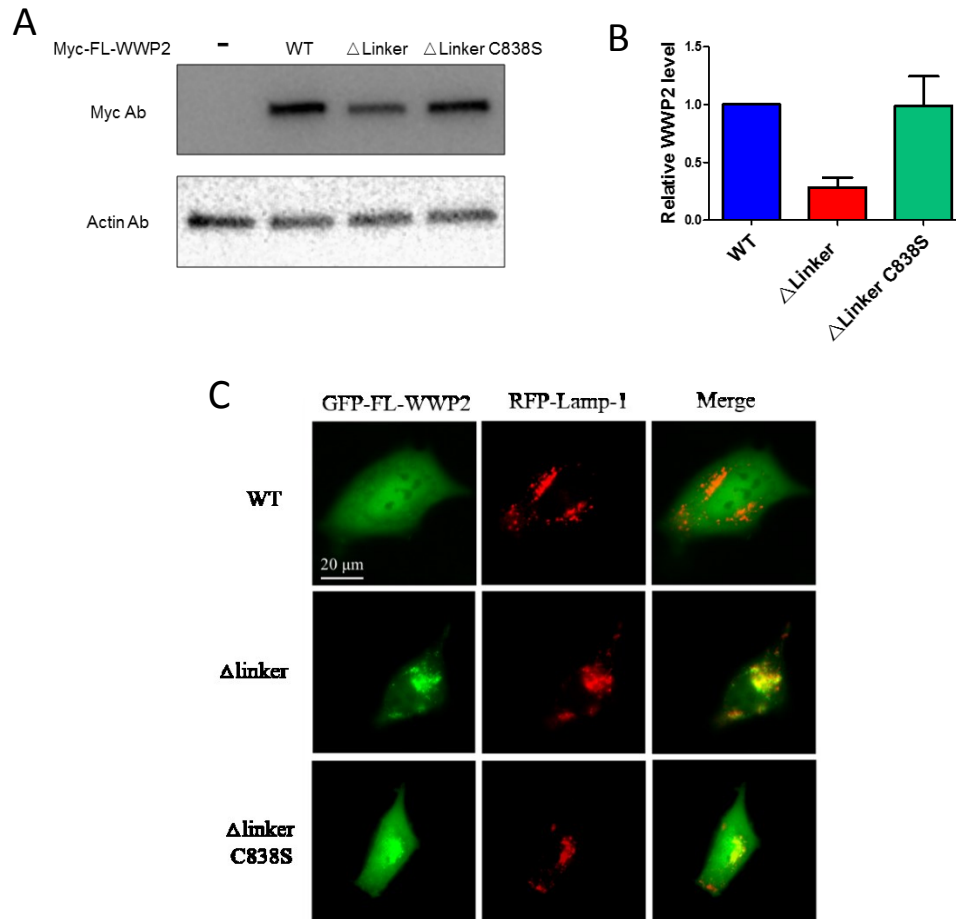 A
Myc-FL-WWP2 - WT △Linker △Linker C838S
Myc Ab
Actin Ab
B
Relative WWP2 level
1.5
1.0
0.5
0.0
WT
△Linker
△Linker C838S
C
GFP-FL-WWP2 RFP-Lamp-1 Merge
WT
20 μm
Δlinker
Δlinker
C838S